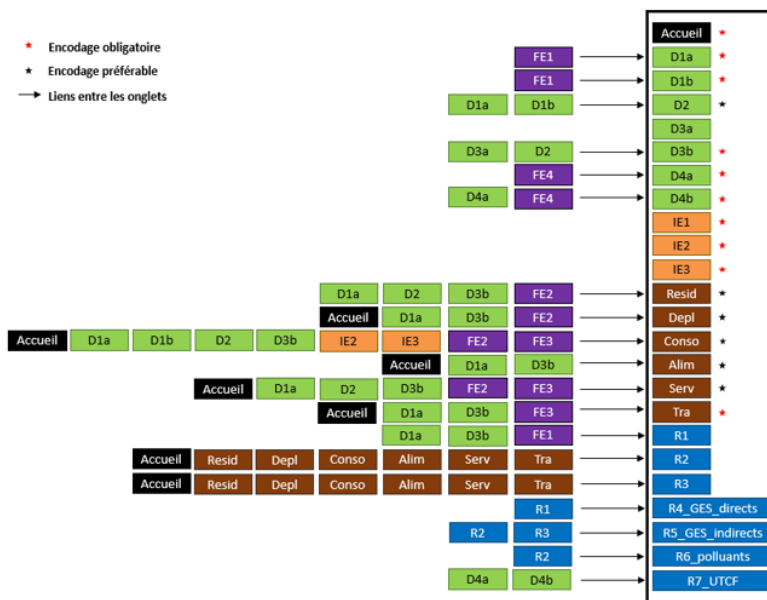 Accueil ★
★ Encodage obligatoire
FE1 D1a ★
★ Encodage préférable
FE1 D1b ★
Liens entre les onglets
D1a D1b D2 ★
D3a
D3a D2 D3b ★
FE4 D4a ★
D4a FE4 D4b ★
IE1 ★
IE2 ★
IE3 ★
D1a D2 D3b FE2 Resid ★
Accueil D1a D3b FE2 Depl ★
Accueil D1a D1b D2 D3b IE2 IE3 FE2 FE3 Conso ★
Accueil D1a D3b Alim ★
Accueil D1a D2 D3b FE2 FE3 Serv ★
Accueil D1a D3b FE3 Tra ★
D1a D3b FE1 R1
Accueil Resid Depl Conso Alim Serv Tra R2
Accueil Resid Depl Conso Alim Serv Tra R3
R1 R4_GES_directs
R2 R3 R5_GES_indirects
R2 R6_polluants
D4a D4b R7_UTCF